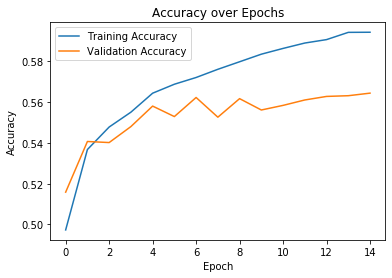 Accuracy over Epochs
Training Accuracy
Validation Accuracy
Accuracy
0.58
0.56
0.54
0.52
0.50
0 2 4 6 8 10 12 14
Epoch